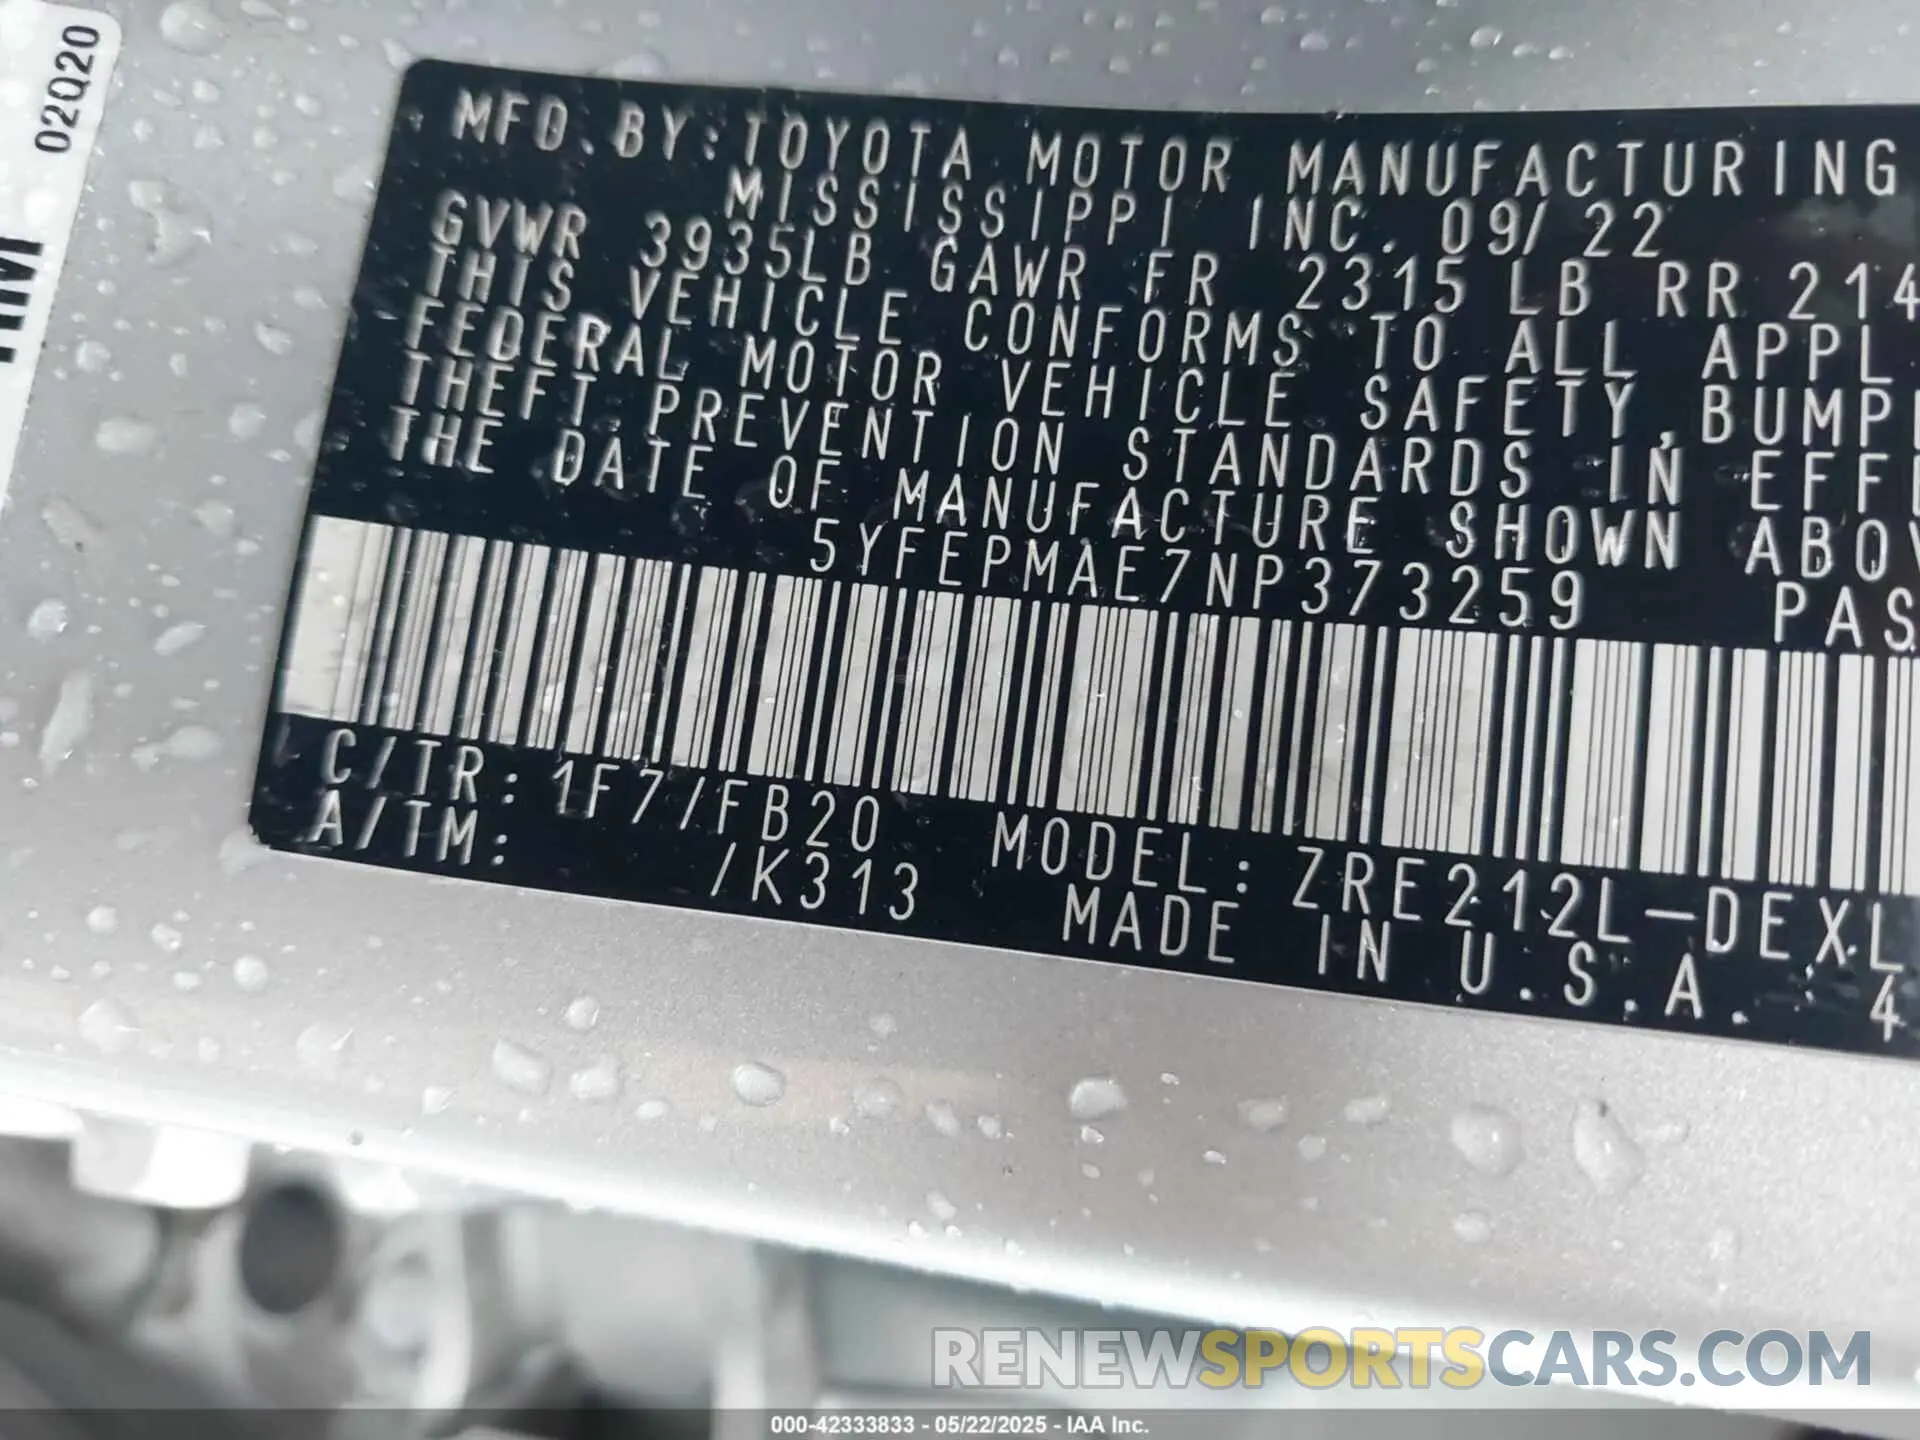 02Q20
MFD. BY: TOYOTA MOTOR MANUFACTURING
MISSISSIPPI INC. 09/22
GVWR 3935LB GAWR FR 2315 LB RR 214
THIS VEHICLE CONFORMS TO ALL APPL
FEDERAL MOTOR VEHICLE SAFETY, BUMP
THEFT PREVENTION STANDARDS IN EFF
THE DATE OF MANUFACTURE SHOWN ABOV
5YFEPMAE7NP373259 PAS
C/TR: 1F7/FB20 MODEL: ZRE212L-DEXL
A/TM: /K313 MADE IN U.S.A. 4
RENEWSPORTSCARS.COM
000-42333833 - 05/22/2025 - IAA Inc.